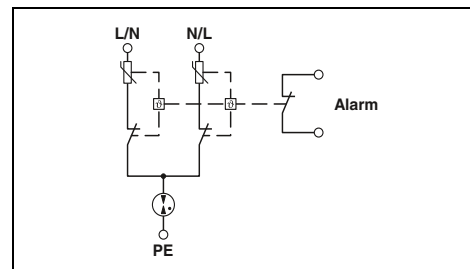 L/N N/L
ϑ ϑ
Alarm
PE